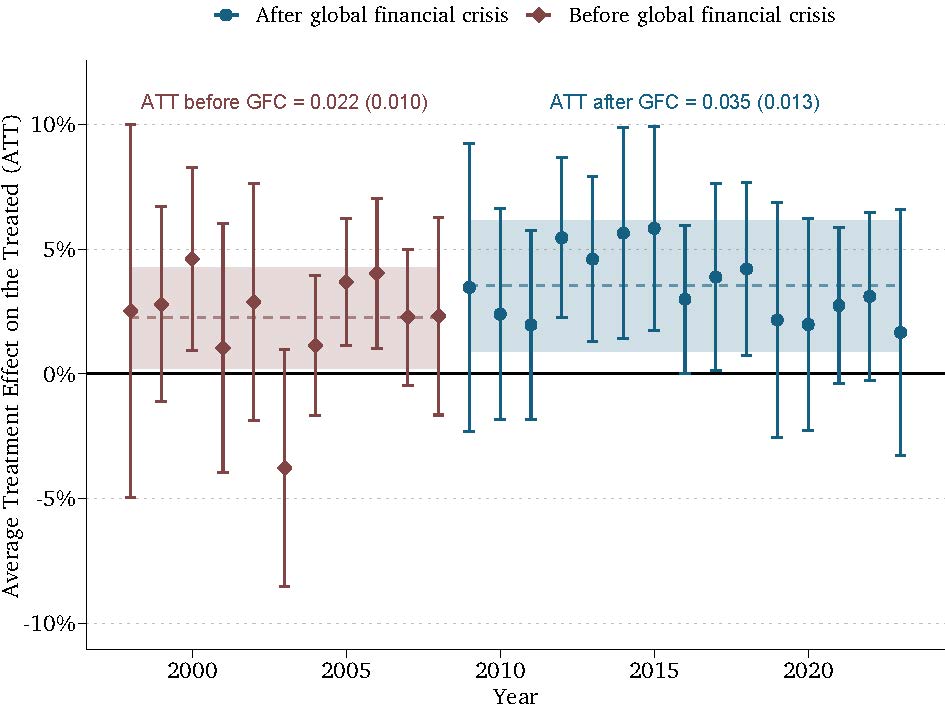 After global financial crisis Before global financial crisis
ATT before GFC = 0.022 (0.010) ATT after GFC = 0.035 (0.013)
Average Treatment Effect on the Treated (ATT)
10%
5%
0%
-5%
-10%
2000 2005 2010 2015 2020
Year